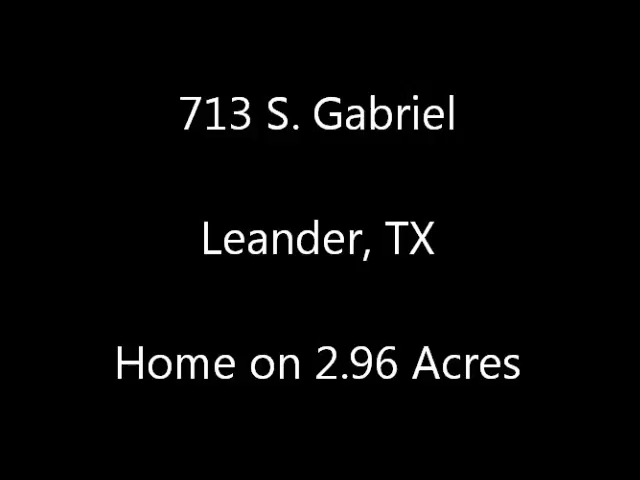 713 S. Gabriel
Leander, TX
Home on 2.96 Acres